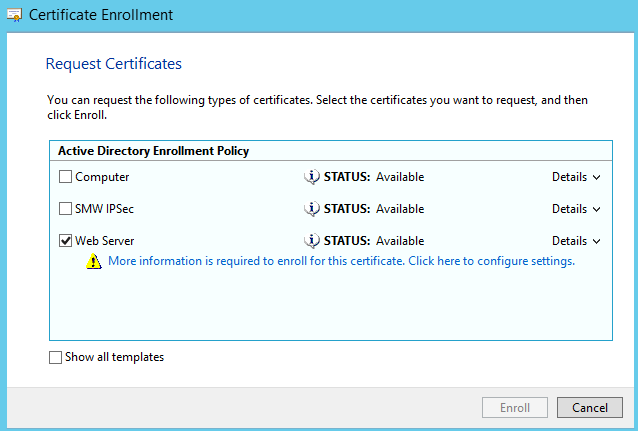 Certificate Enrollment
Request Certificates
You can request the following types of certificates. Select the certificates you want to request, and then
click Enroll.
Active Directory Enrollment Policy
Computer STATUS: Available Details
SMW IPSec STATUS: Available Details
Web Server STATUS: Available Details
More information is required to enroll for this certificate. Click here to configure settings.
Show all templates
Enroll Cancel